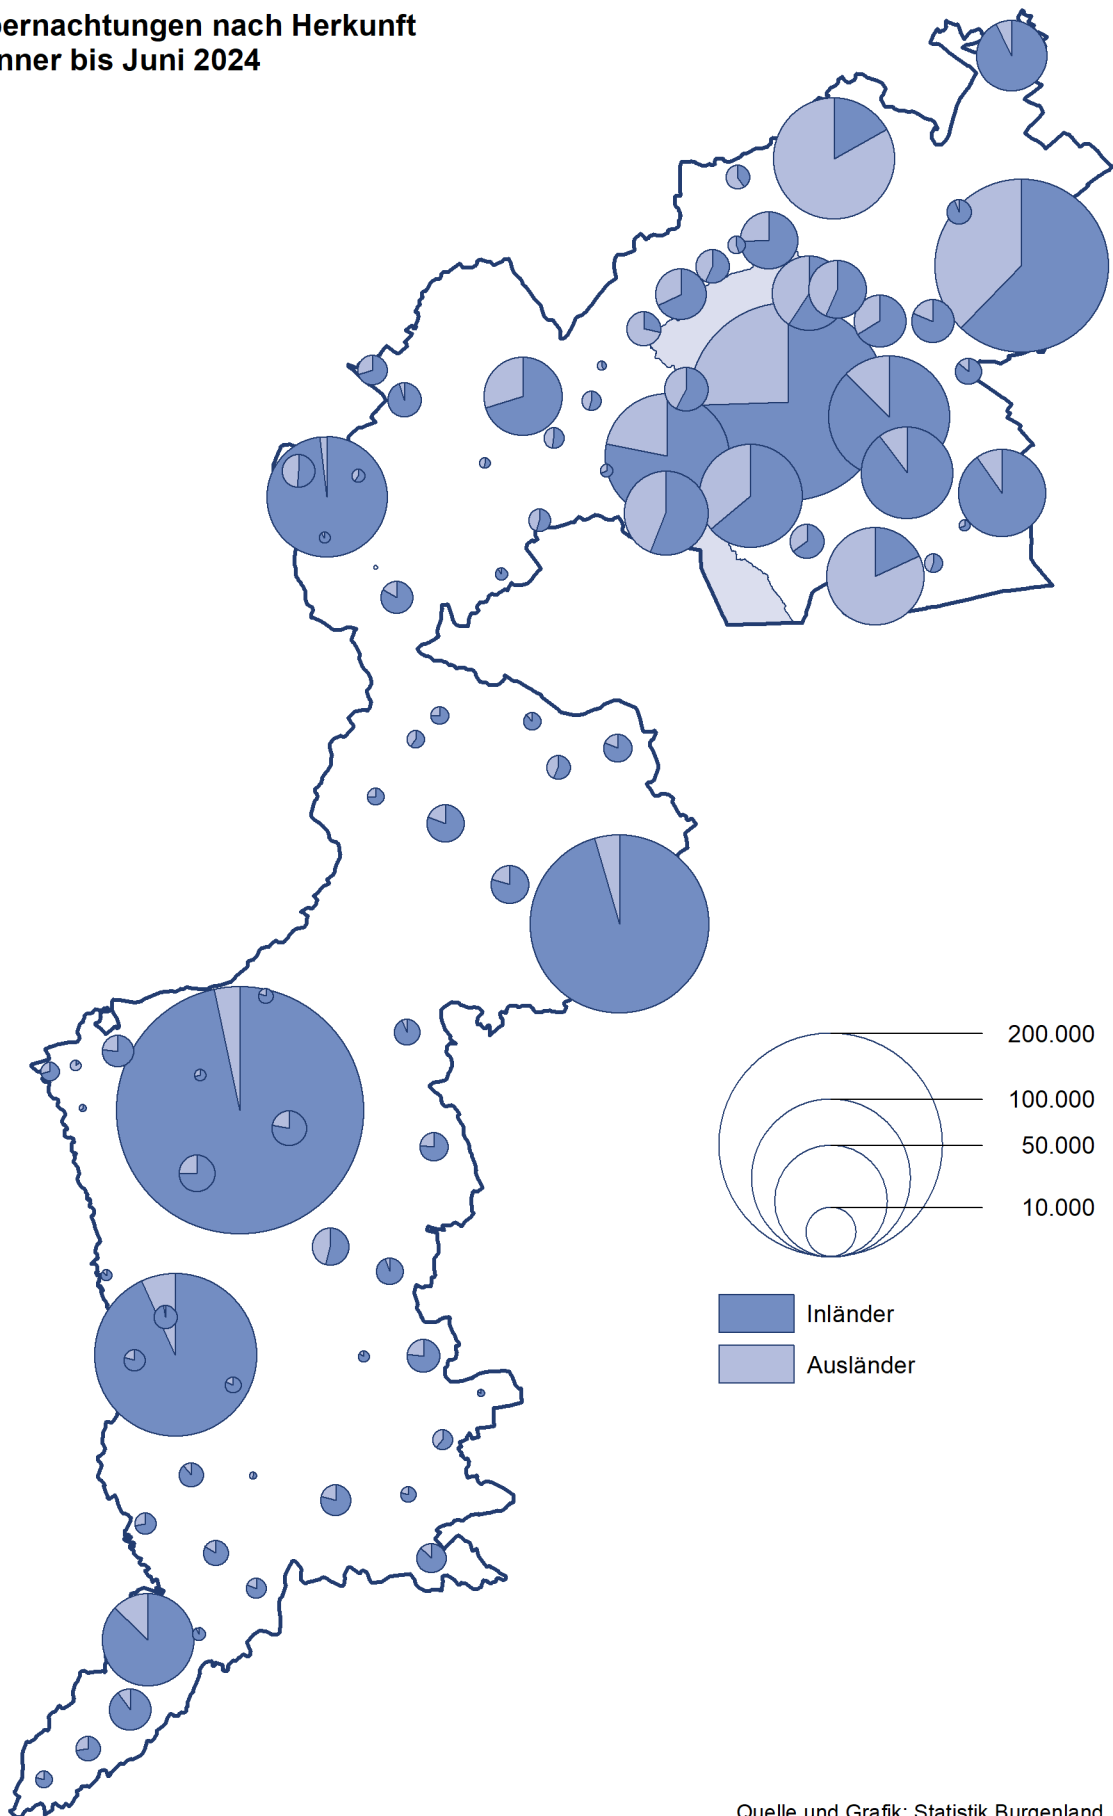 bernachtungen nach Herkunft
nner bis Juni 2024
200.000
100.000
50.000
10.000
Inländer
Ausländer
Quelle und Grafik: Statistik Burgenland